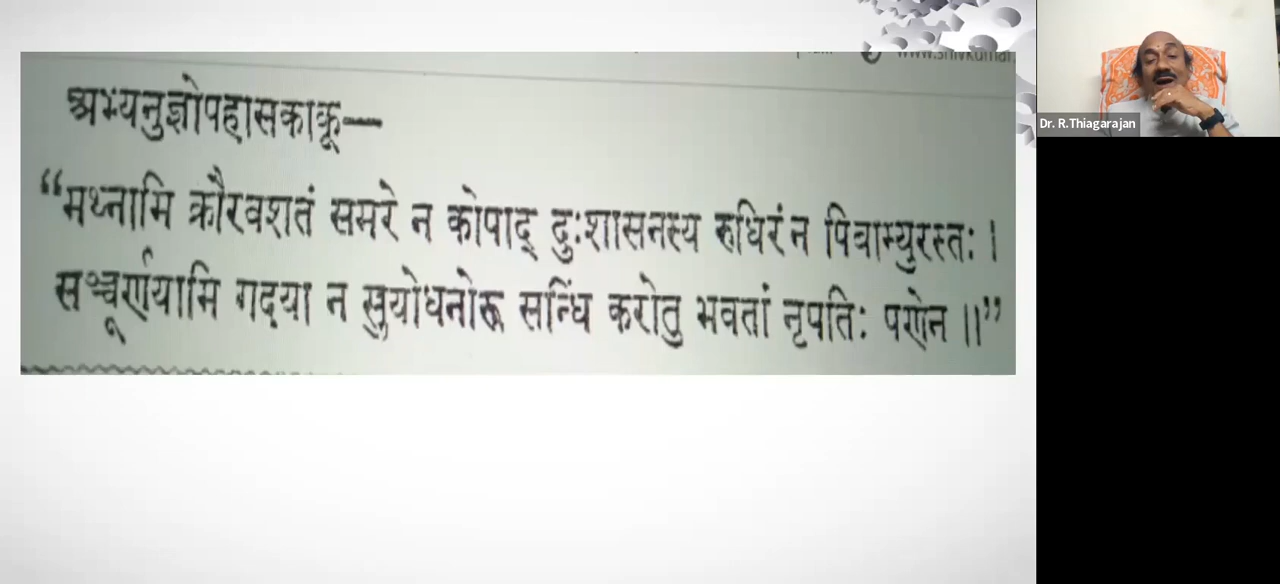 अभ्यनुज्ञोपहासकाकू—
“मथ्नामि कौरवशतं समरे न कोपाद् दुःशासनस्य रुधिरं न पिवाम्युरस्तः ।
सञ्चूर्णयामि गदया न सुयोधनोरू सन्धिं करोतु भवतां नृपतिः पणेन ॥”
Dr. R.Thiagarajan